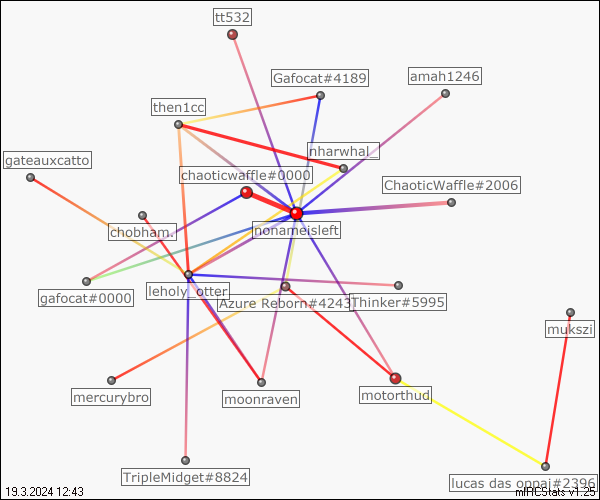 tt532
Gafocat#4189
amah1246
then1cc
nharwhal_
gateauxcatto
chaoticwaffle#0000
ChaoticWaffle#2006
chobham.
nonameisleft
gafocat#0000
leholy_otter
Azure Reborn#4243
Thinker#5995
mukszi
mercurybro
moonraven
motorthud
TripleMidget#8824
lucas das oppai#2396
19.3.2024 12:43
mIRCStats v1.25